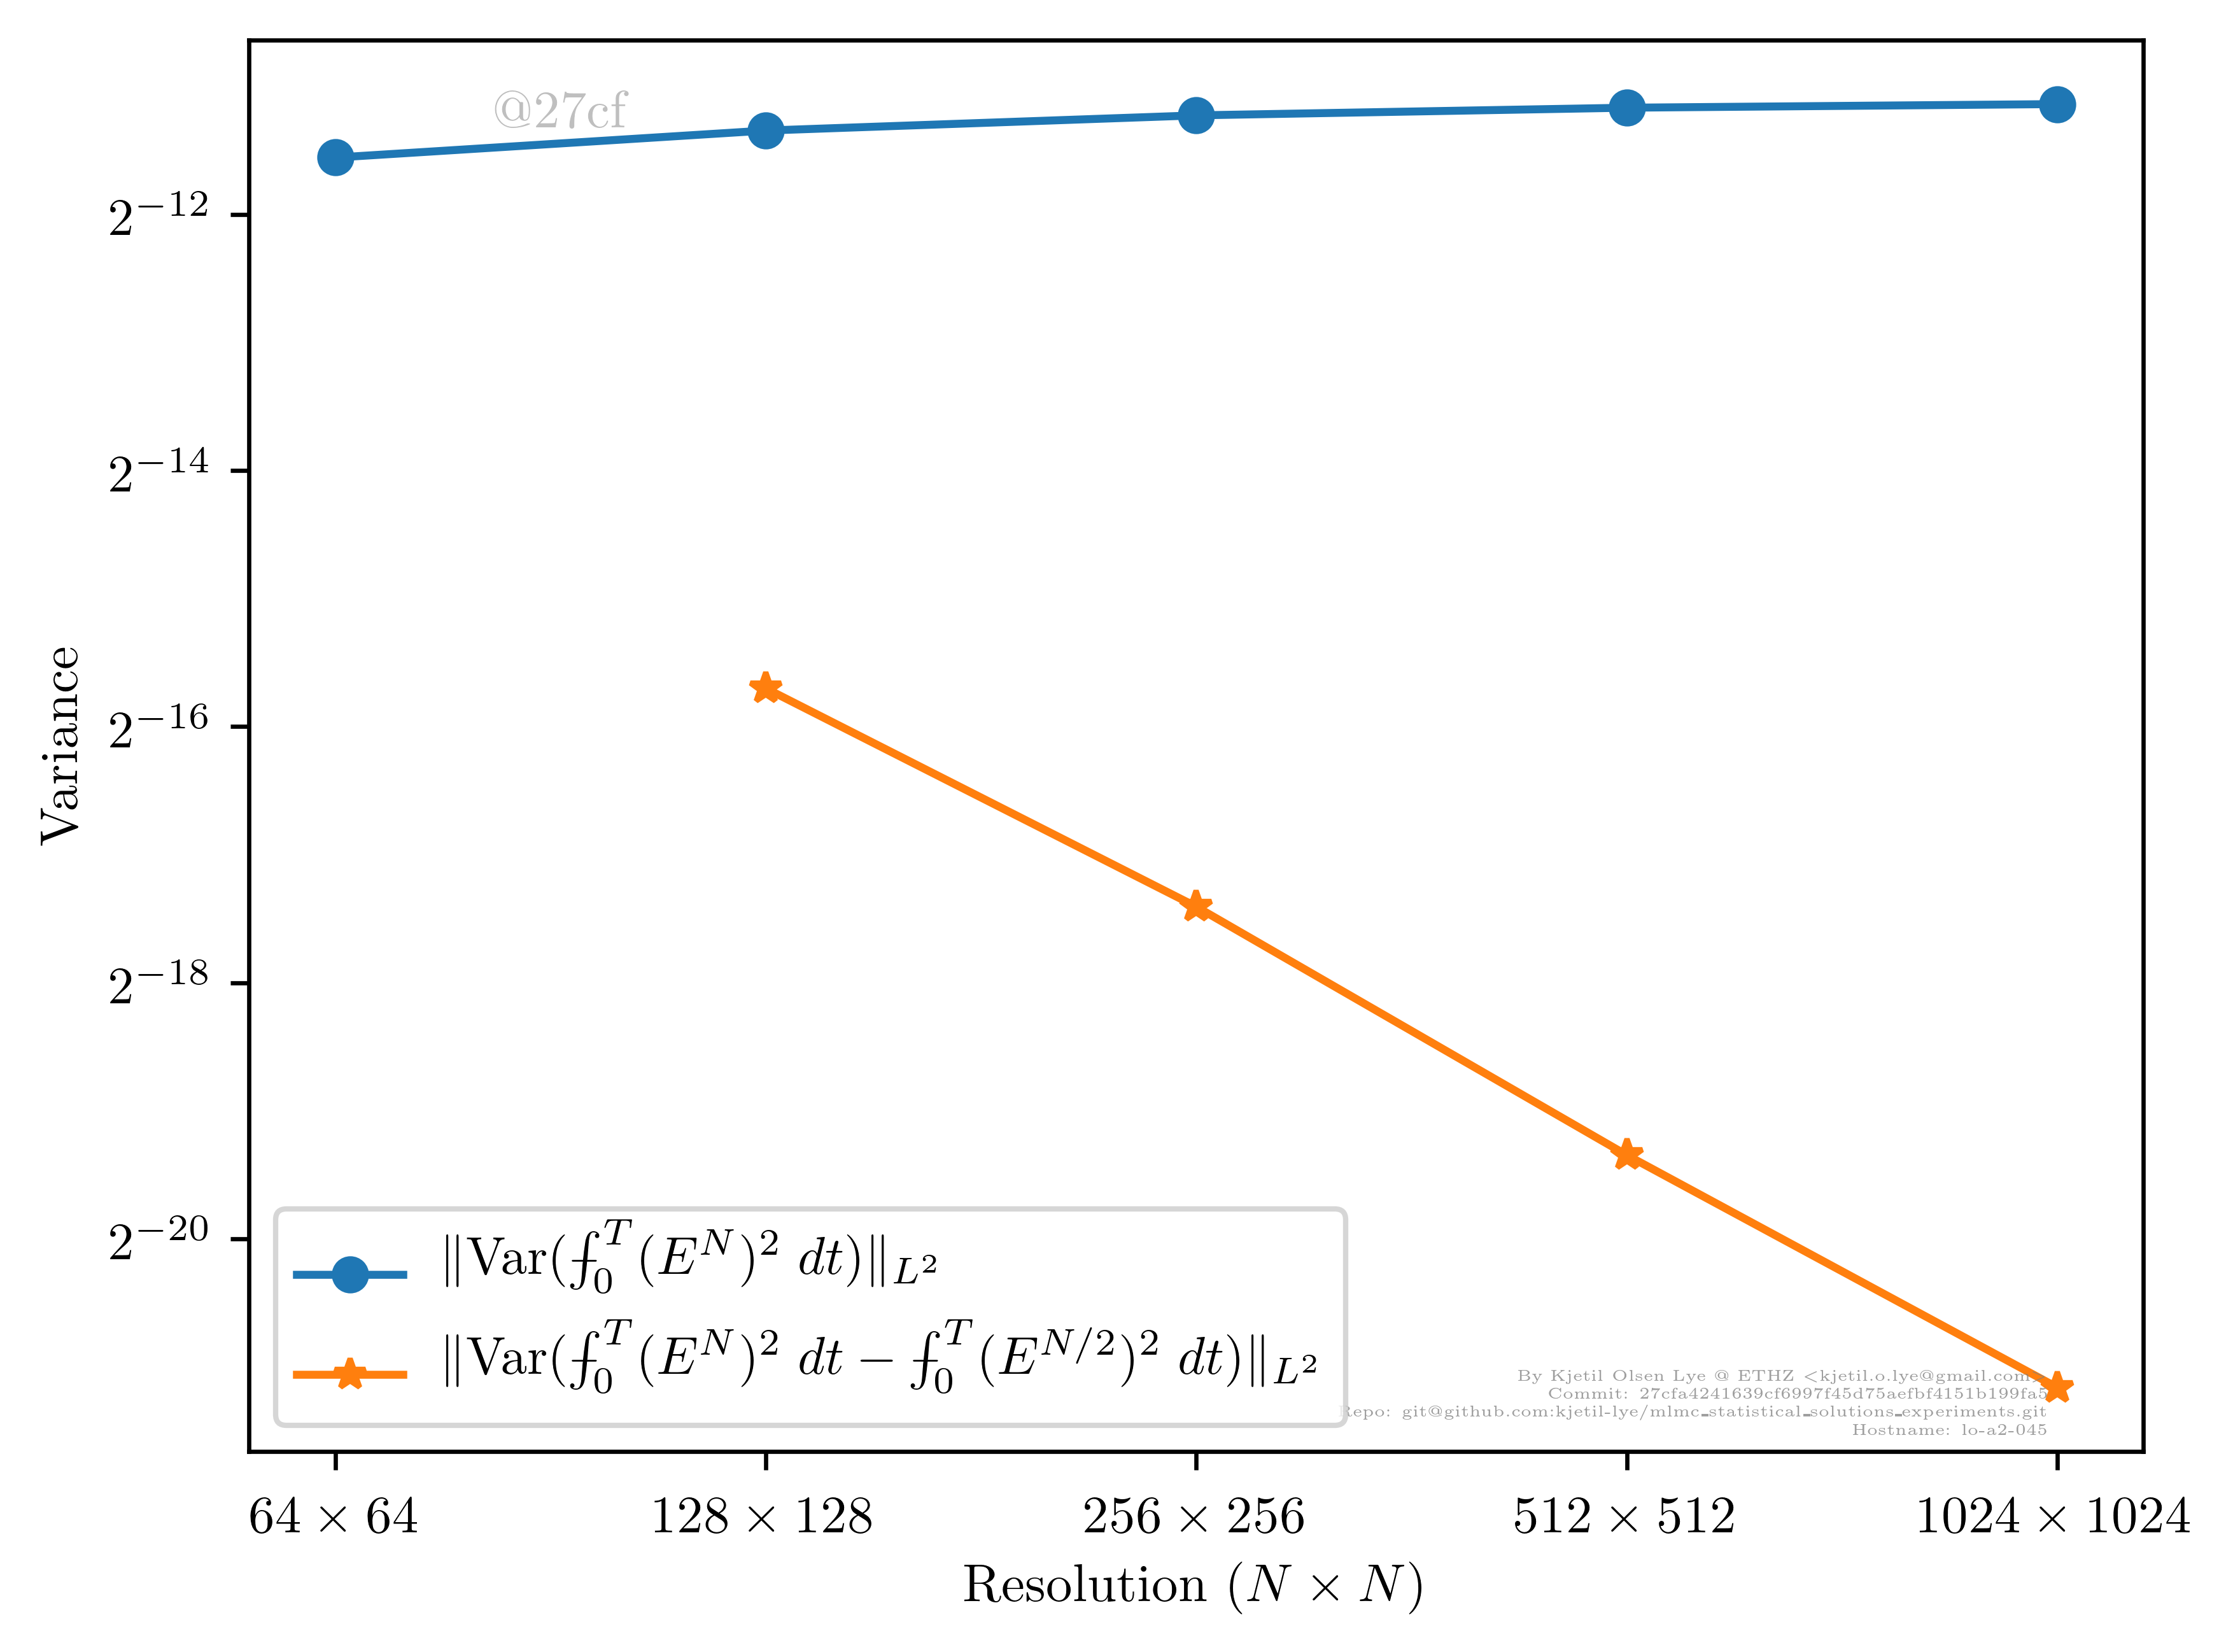 @27cf
2^{-12}
2^{-14}
2^{-16}
2^{-18}
2^{-20}
Variance
‖Var(⨍_0^T (E^N)^2 dt)‖_{L^2}
‖Var(⨍_0^T (E^N)^2 dt − ⨍_0^T (E^{N/2})^2 dt)‖_{L^2}
By Kjetil Olsen Lye @ ETHZ <kjetil.o.lye@gmail.com>
Commit: 27cfa4241639cf6997f45d75aefbf4151b199fa5
Repo: git@github.com:kjetil-lye/mlmc_statistical_solutions_experiments.git
Hostname: lo-a2-045
64 × 64
128 × 128
256 × 256
512 × 512
1024 × 1024
Resolution (N × N)